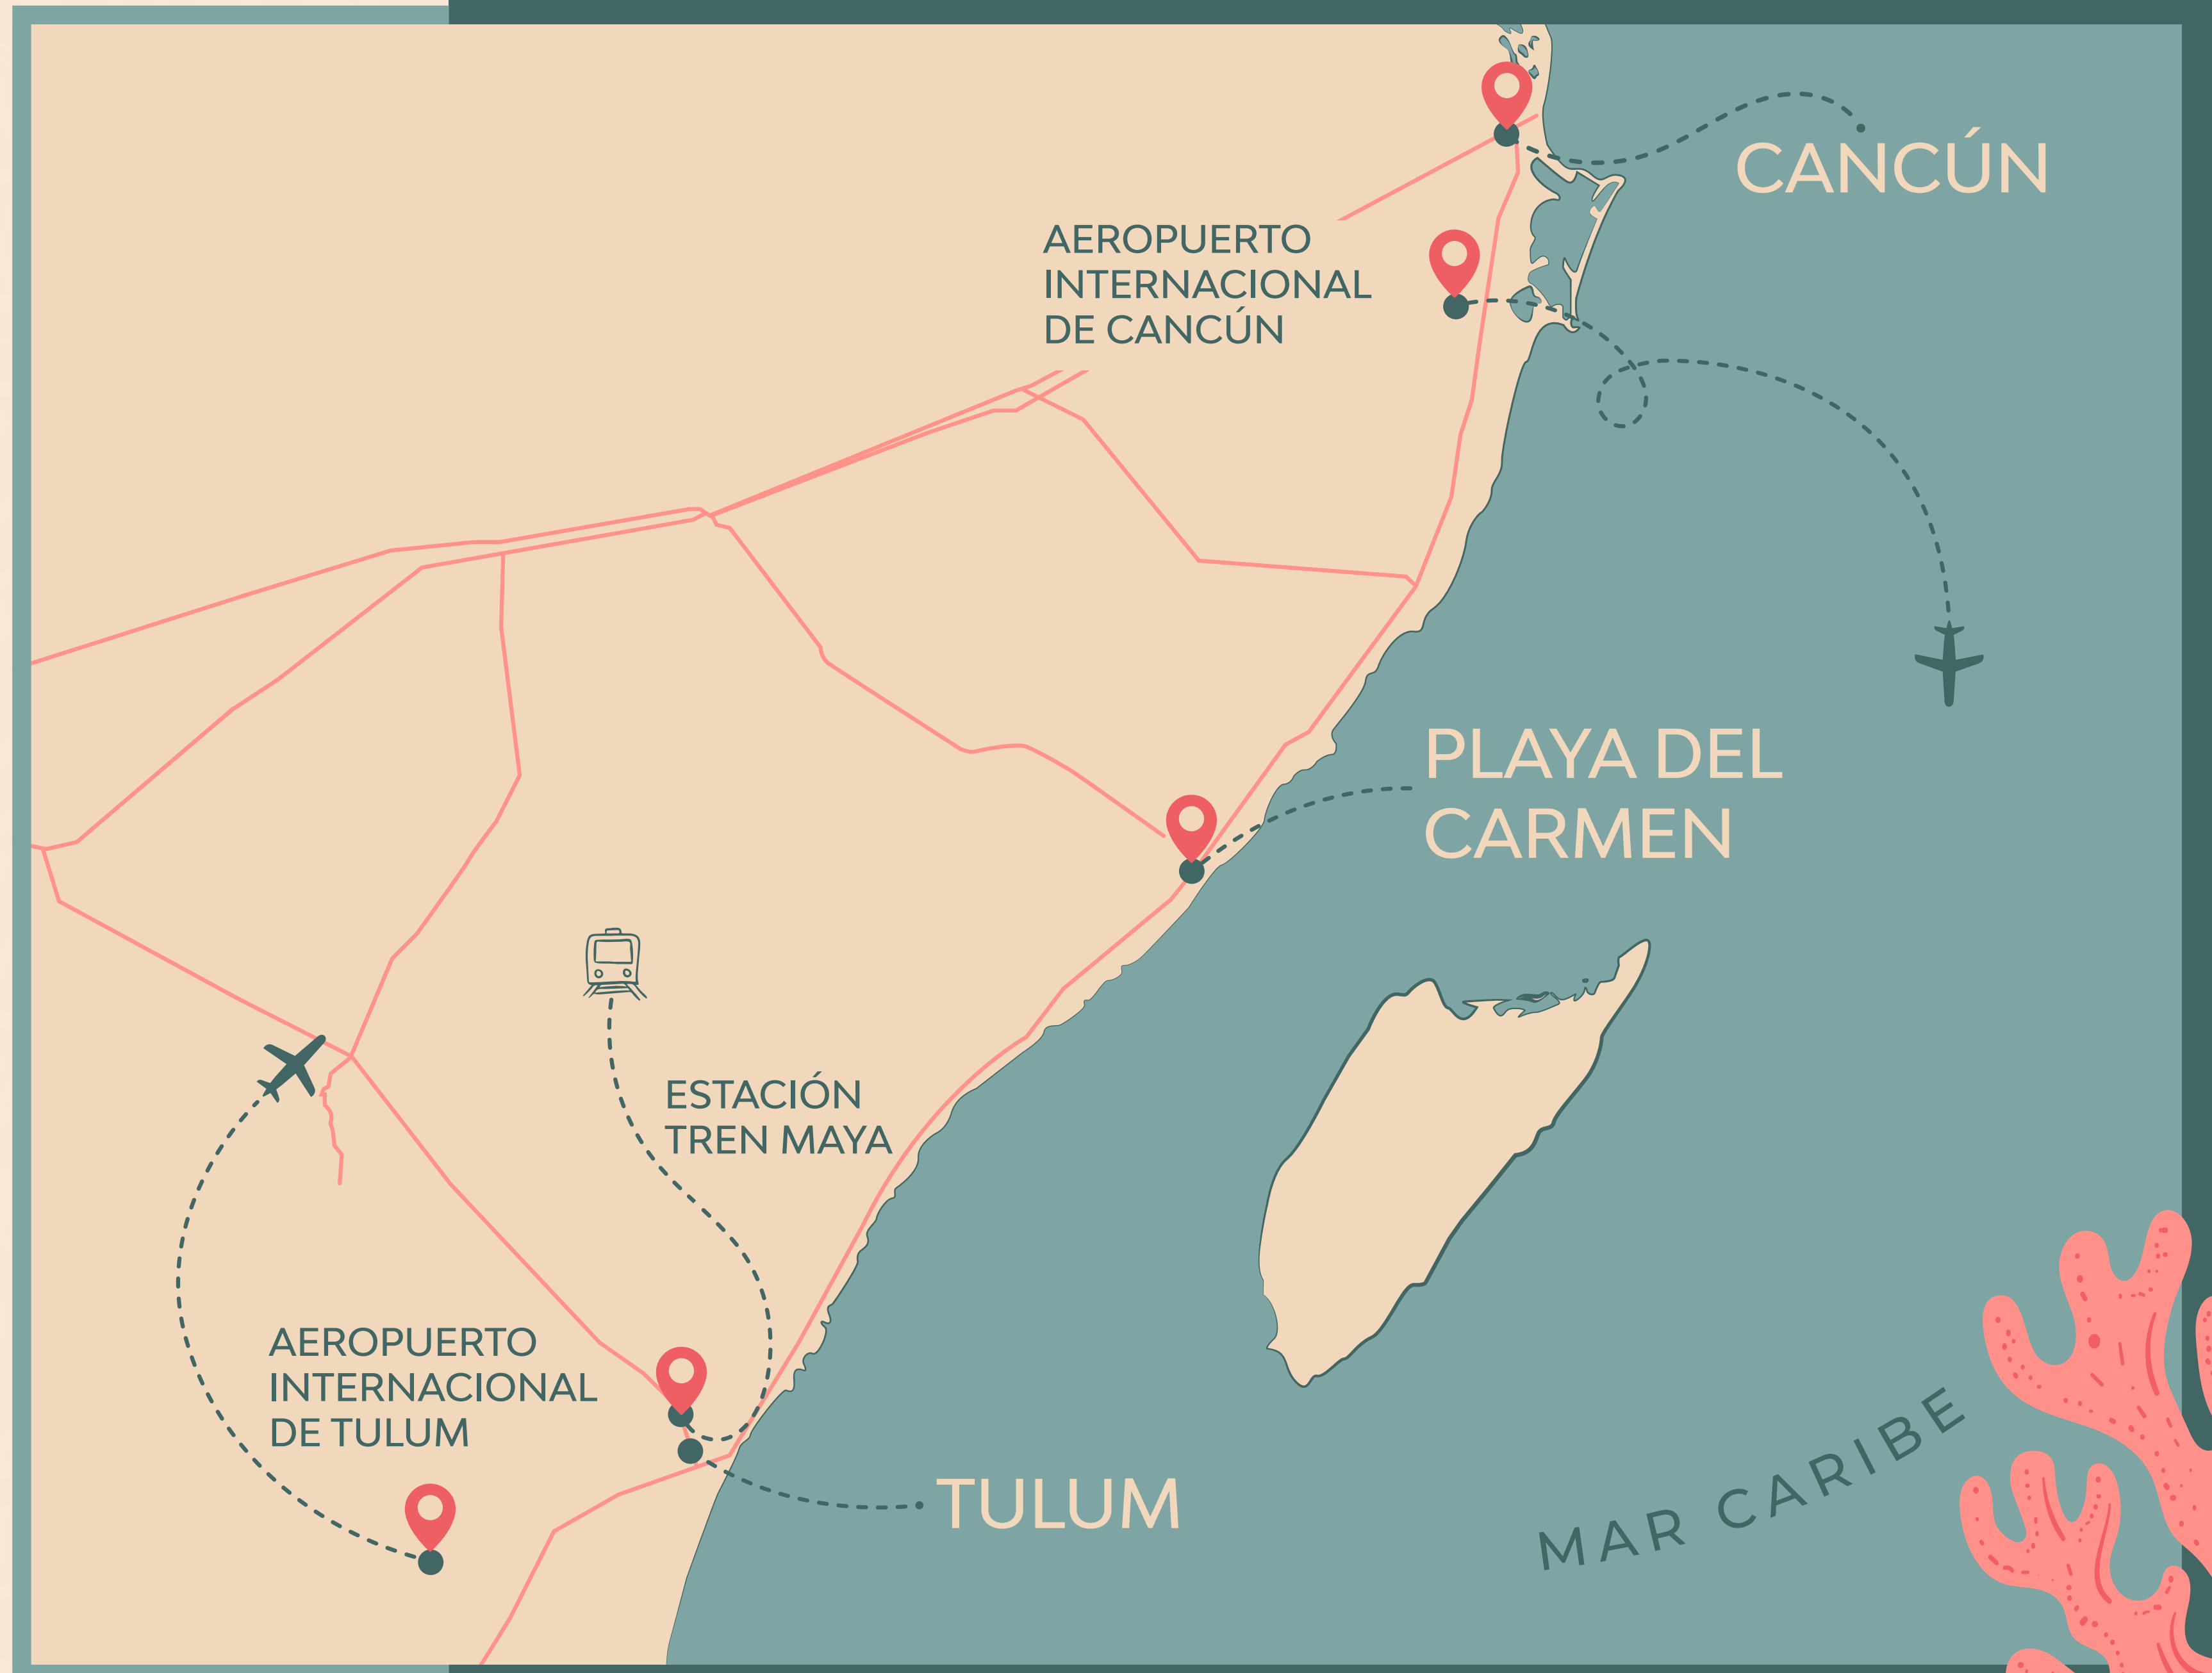 CANCÚN
AEROPUERTO
INTERNACIONAL
DE CANCÚN
PLAYA DEL
CARMEN
ESTACIÓN
TREN MAYA
AEROPUERTO
INTERNACIONAL
DE TULUM
TULUM
MAR CARIBE